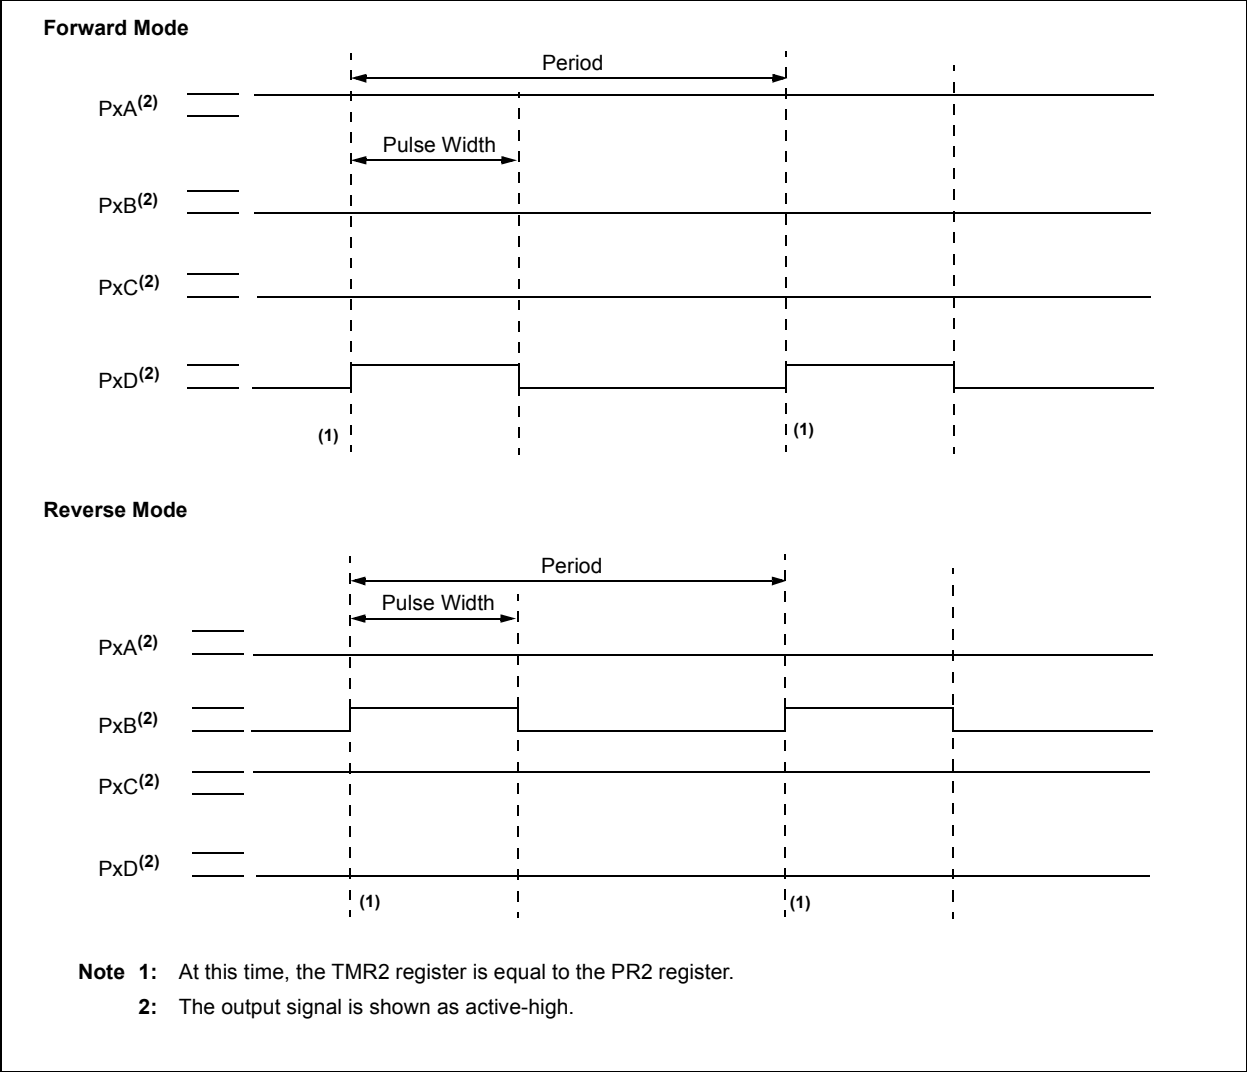 Forward Mode
Period
PxA(2)
Pulse Width
PxB(2)
PxC(2)
PxD(2)
(1)
(1)
Reverse Mode
Period
Pulse Width
PxA(2)
PxB(2)
PxC(2)
PxD(2)
(1)
(1)
Note 1: At this time, the TMR2 register is equal to the PR2 register.
2: The output signal is shown as active-high.